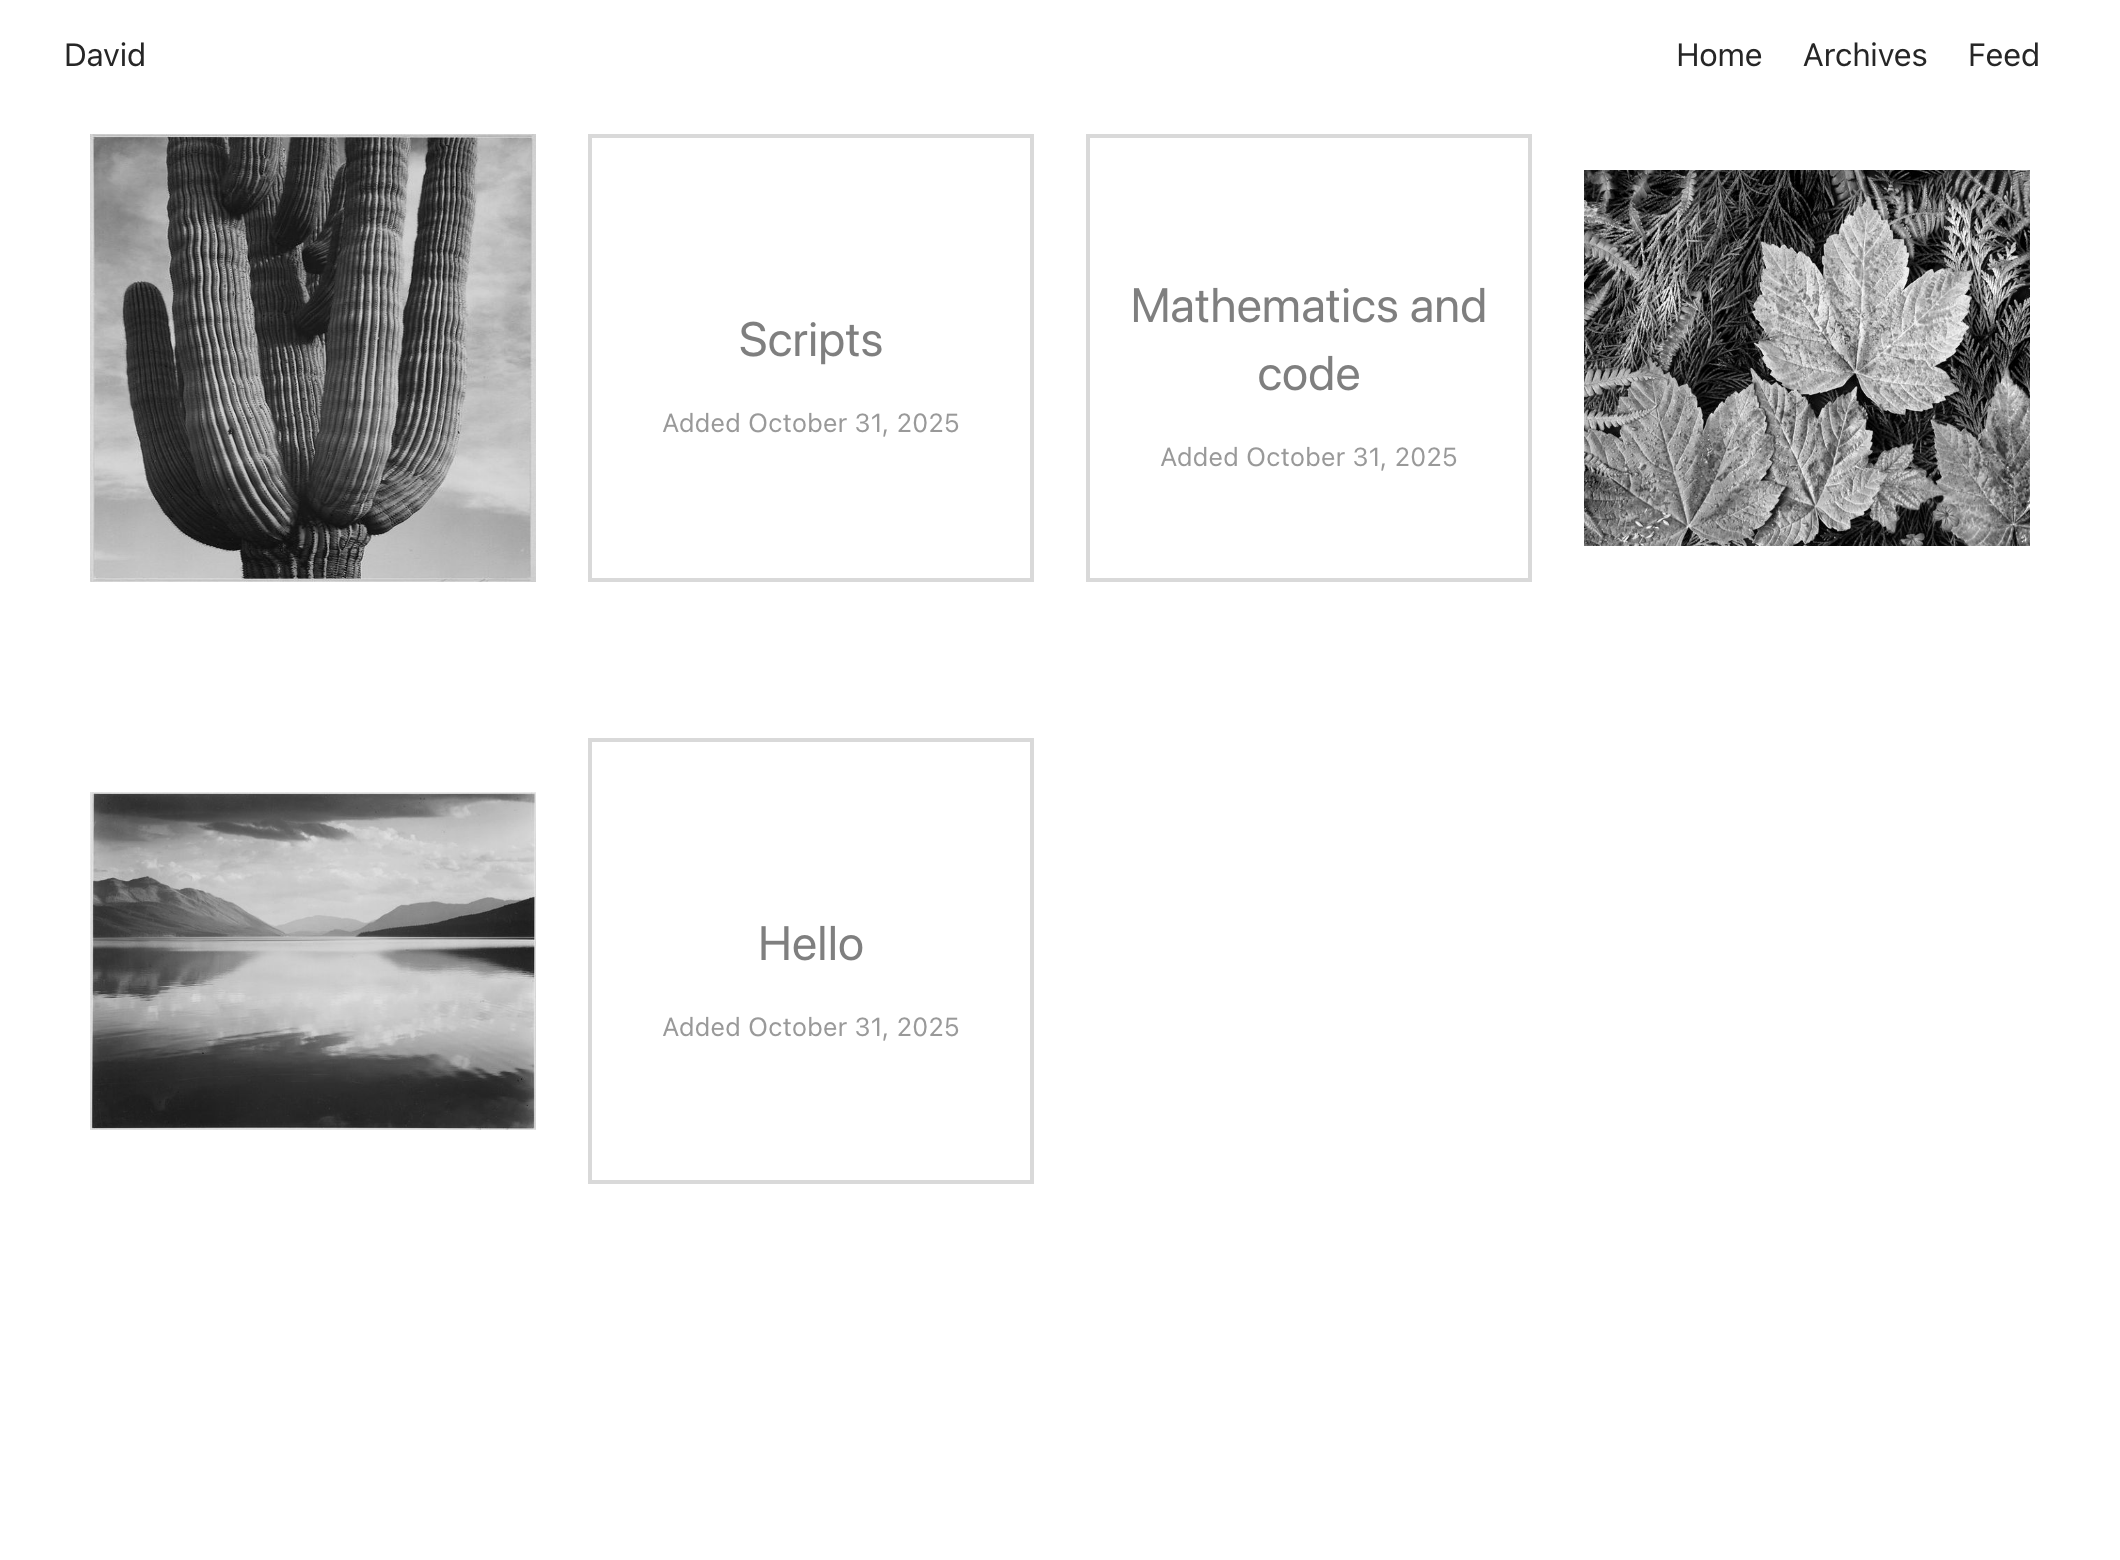 David
Home Archives Feed
Scripts
Added October 31, 2025
Mathematics and
code
Added October 31, 2025
Hello
Added October 31, 2025